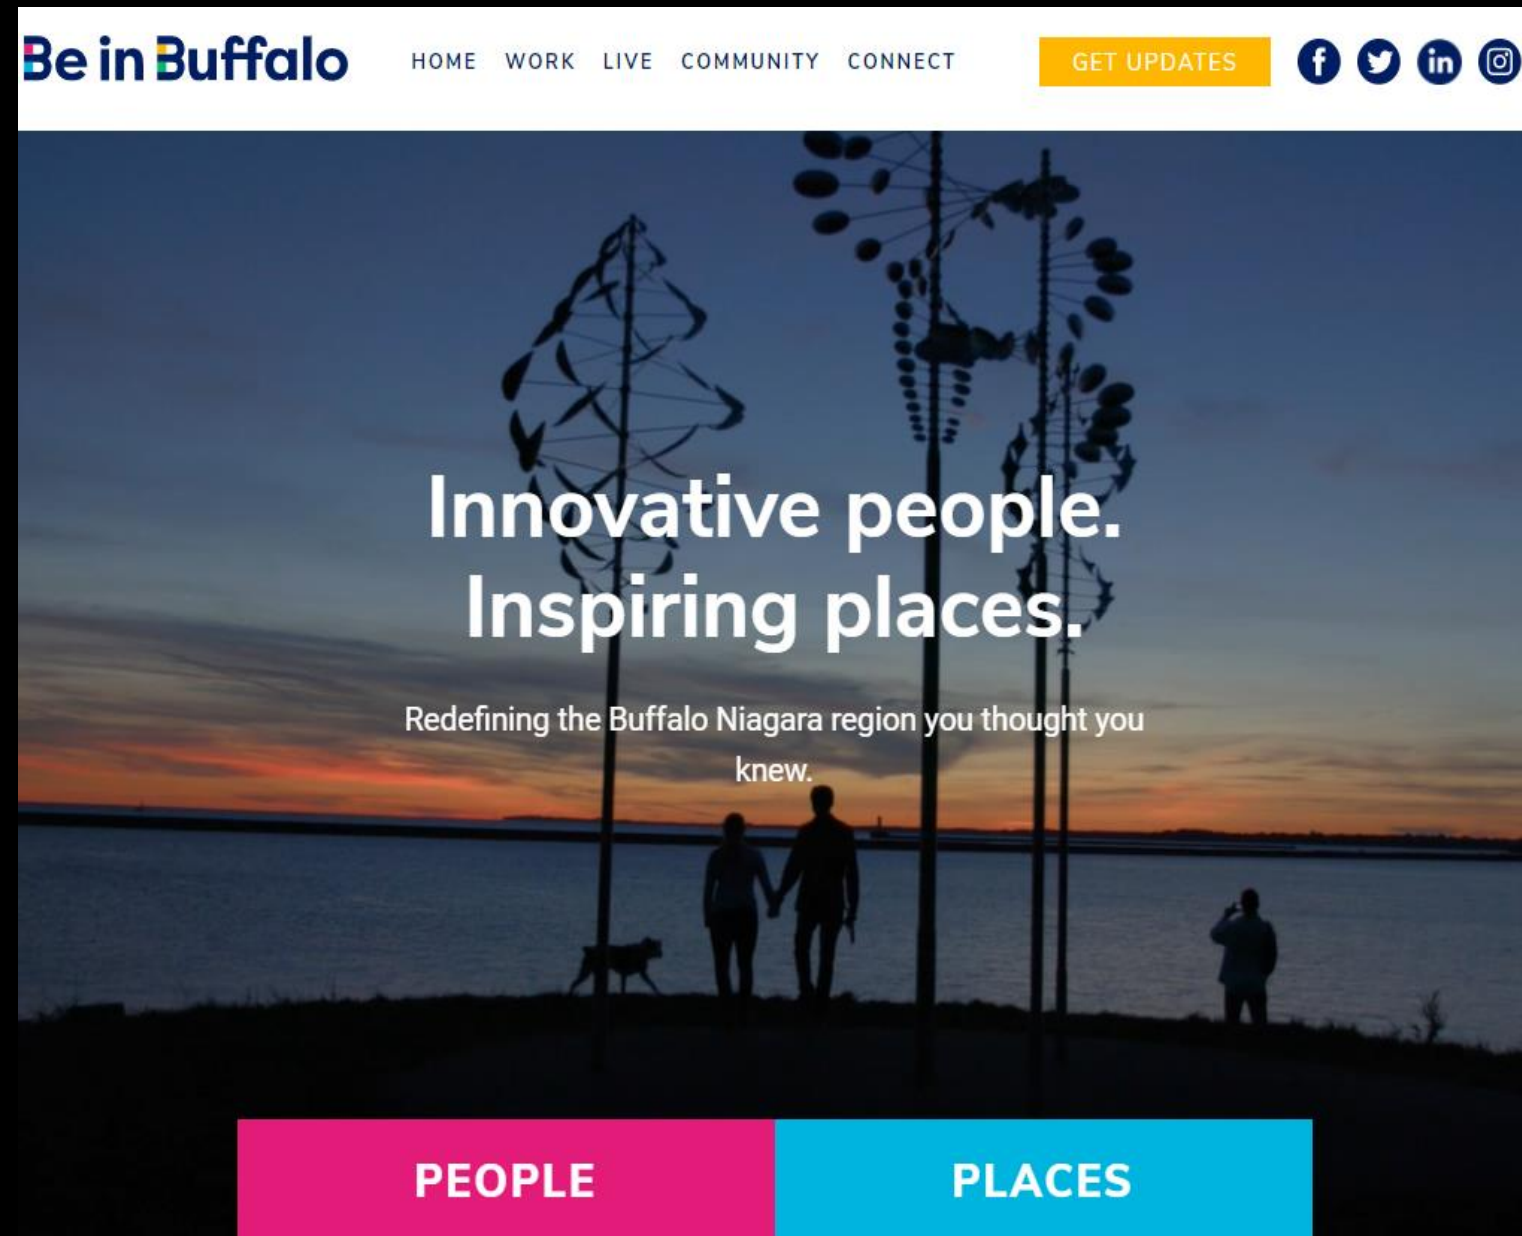 Be in Buffalo
HOME WORK LIVE COMMUNITY CONNECT
GET UPDATES
Innovative people.
Inspiring places.
Redefining the Buffalo Niagara region you thought you
knew.
PEOPLE
PLACES